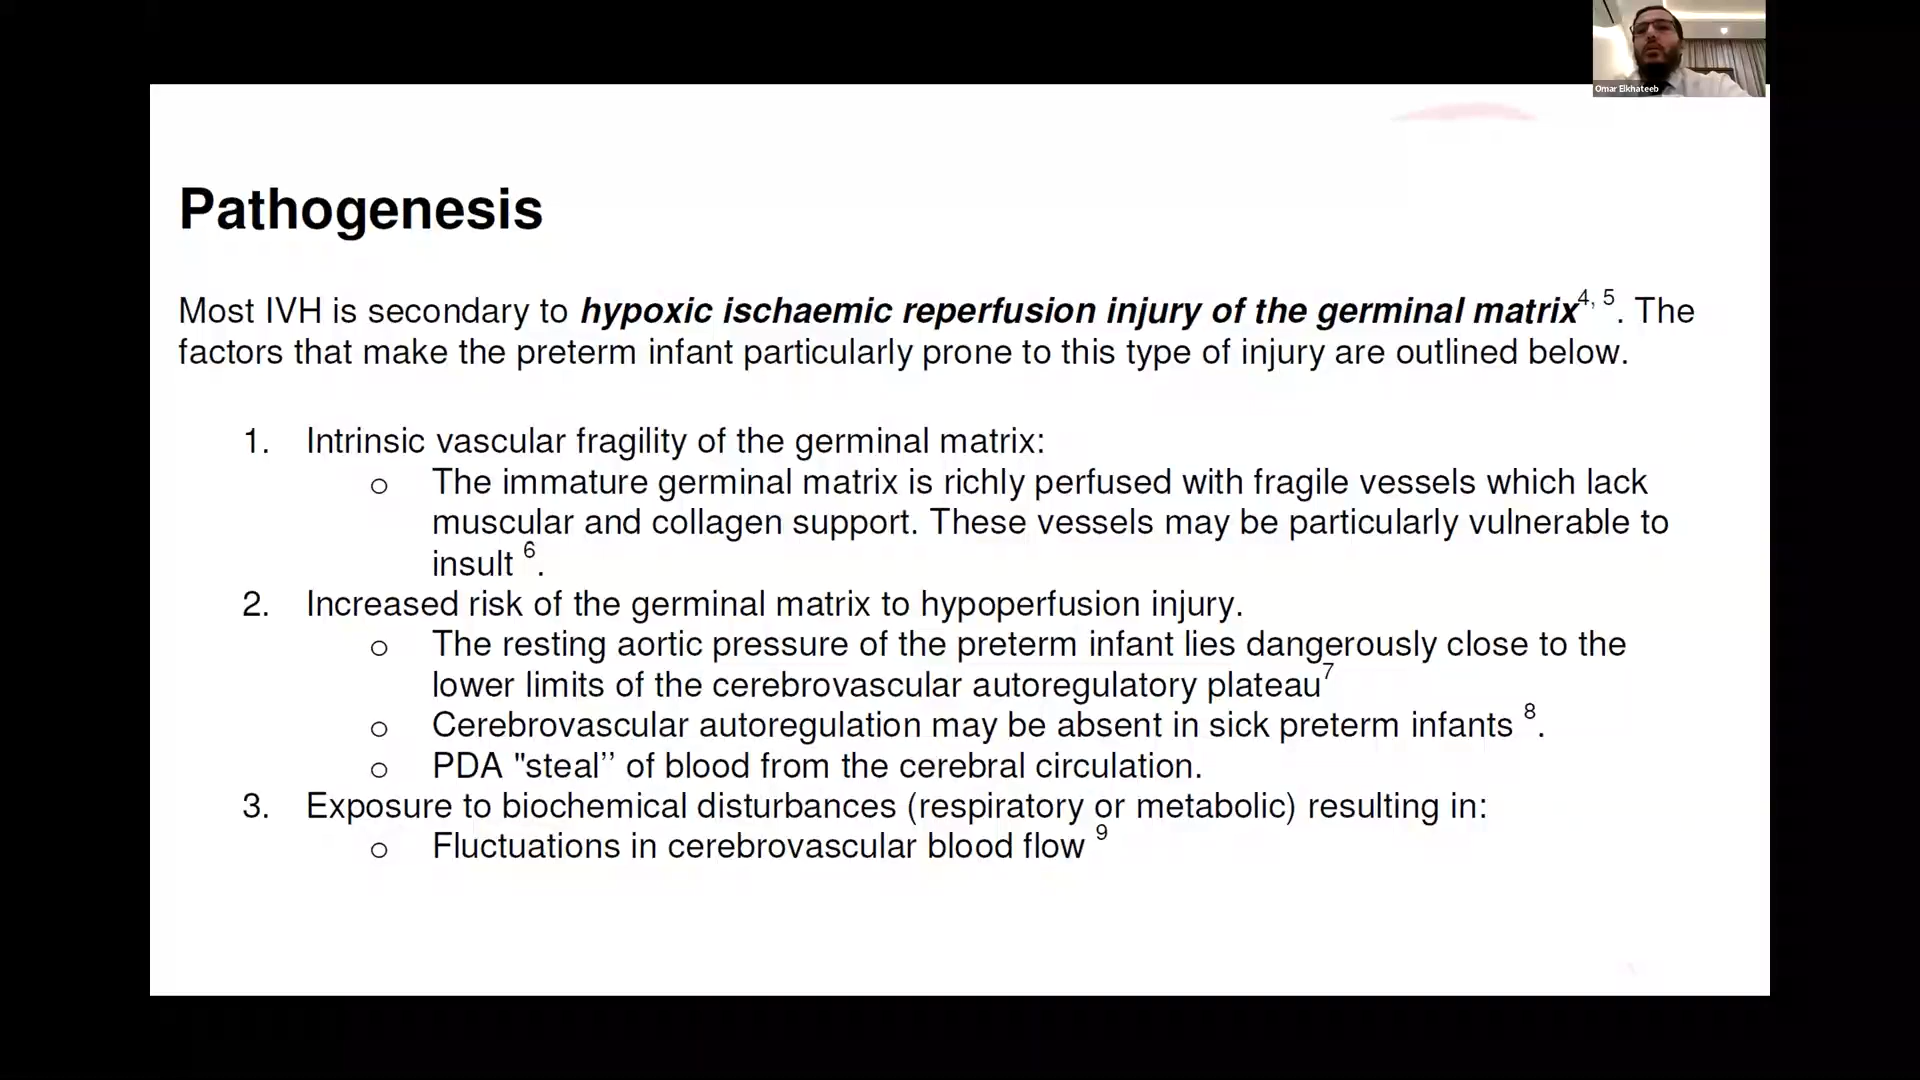 Omar Elkhateeb
Pathogenesis
Most IVH is secondary to hypoxic ischaemic reperfusion injury of the germinal matrix4, 5. The
factors that make the preterm infant particularly prone to this type of injury are outlined below.
1. Intrinsic vascular fragility of the germinal matrix:
o The immature germinal matrix is richly perfused with fragile vessels which lack
muscular and collagen support. These vessels may be particularly vulnerable to
insult 6.
2. Increased risk of the germinal matrix to hypoperfusion injury.
o The resting aortic pressure of the preterm infant lies dangerously close to the
lower limits of the cerebrovascular autoregulatory plateau7
o Cerebrovascular autoregulation may be absent in sick preterm infants 8.
o PDA "steal’’ of blood from the cerebral circulation.
3. Exposure to biochemical disturbances (respiratory or metabolic) resulting in:
o Fluctuations in cerebrovascular blood flow 9